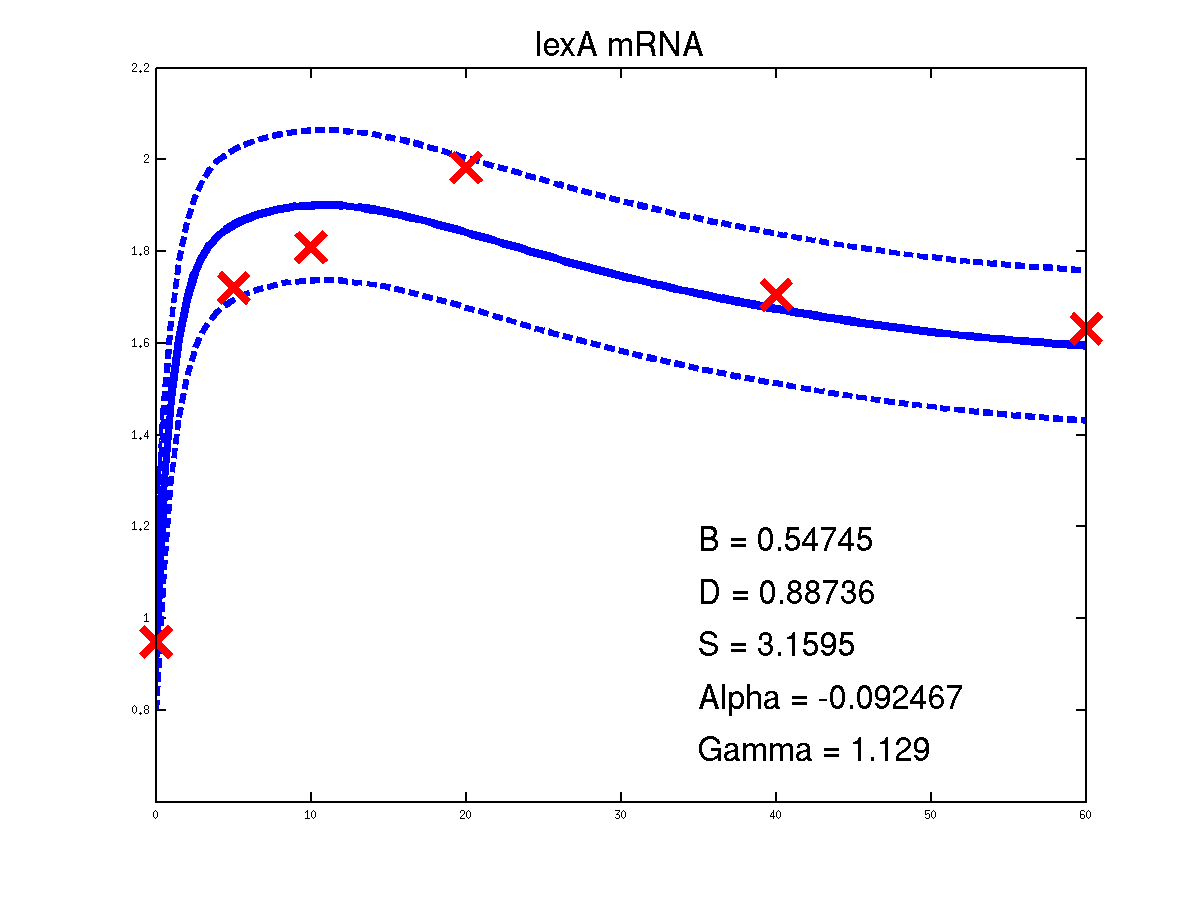 lexA mRNA
2.2
2
1.8
1.6
1.4
1.2
1
0.8
B = 0.54745
D = 0.88736
S = 3.1595
Alpha = -0.092467
Gamma = 1.129
0 10 20 30 40 50 60